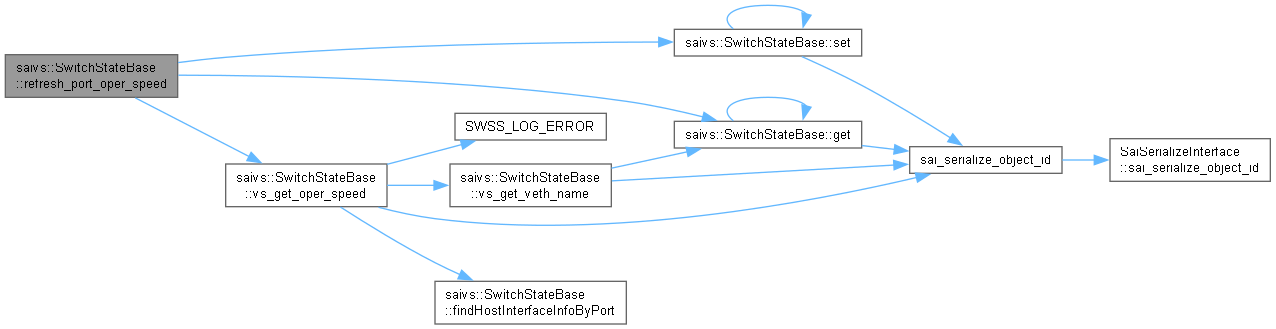 saivs::SwitchStateBase
::refresh_port_oper_speed
saivs::SwitchStateBase::set
saivs::SwitchStateBase::get
SWSS_LOG_ERROR
saivs::SwitchStateBase
::vs_get_oper_speed
saivs::SwitchStateBase
::vs_get_veth_name
saivs::SwitchStateBase
::findHostInterfaceInfoByPort
sai_serialize_object_id
SaiSerializeInterface
::sai_serialize_object_id